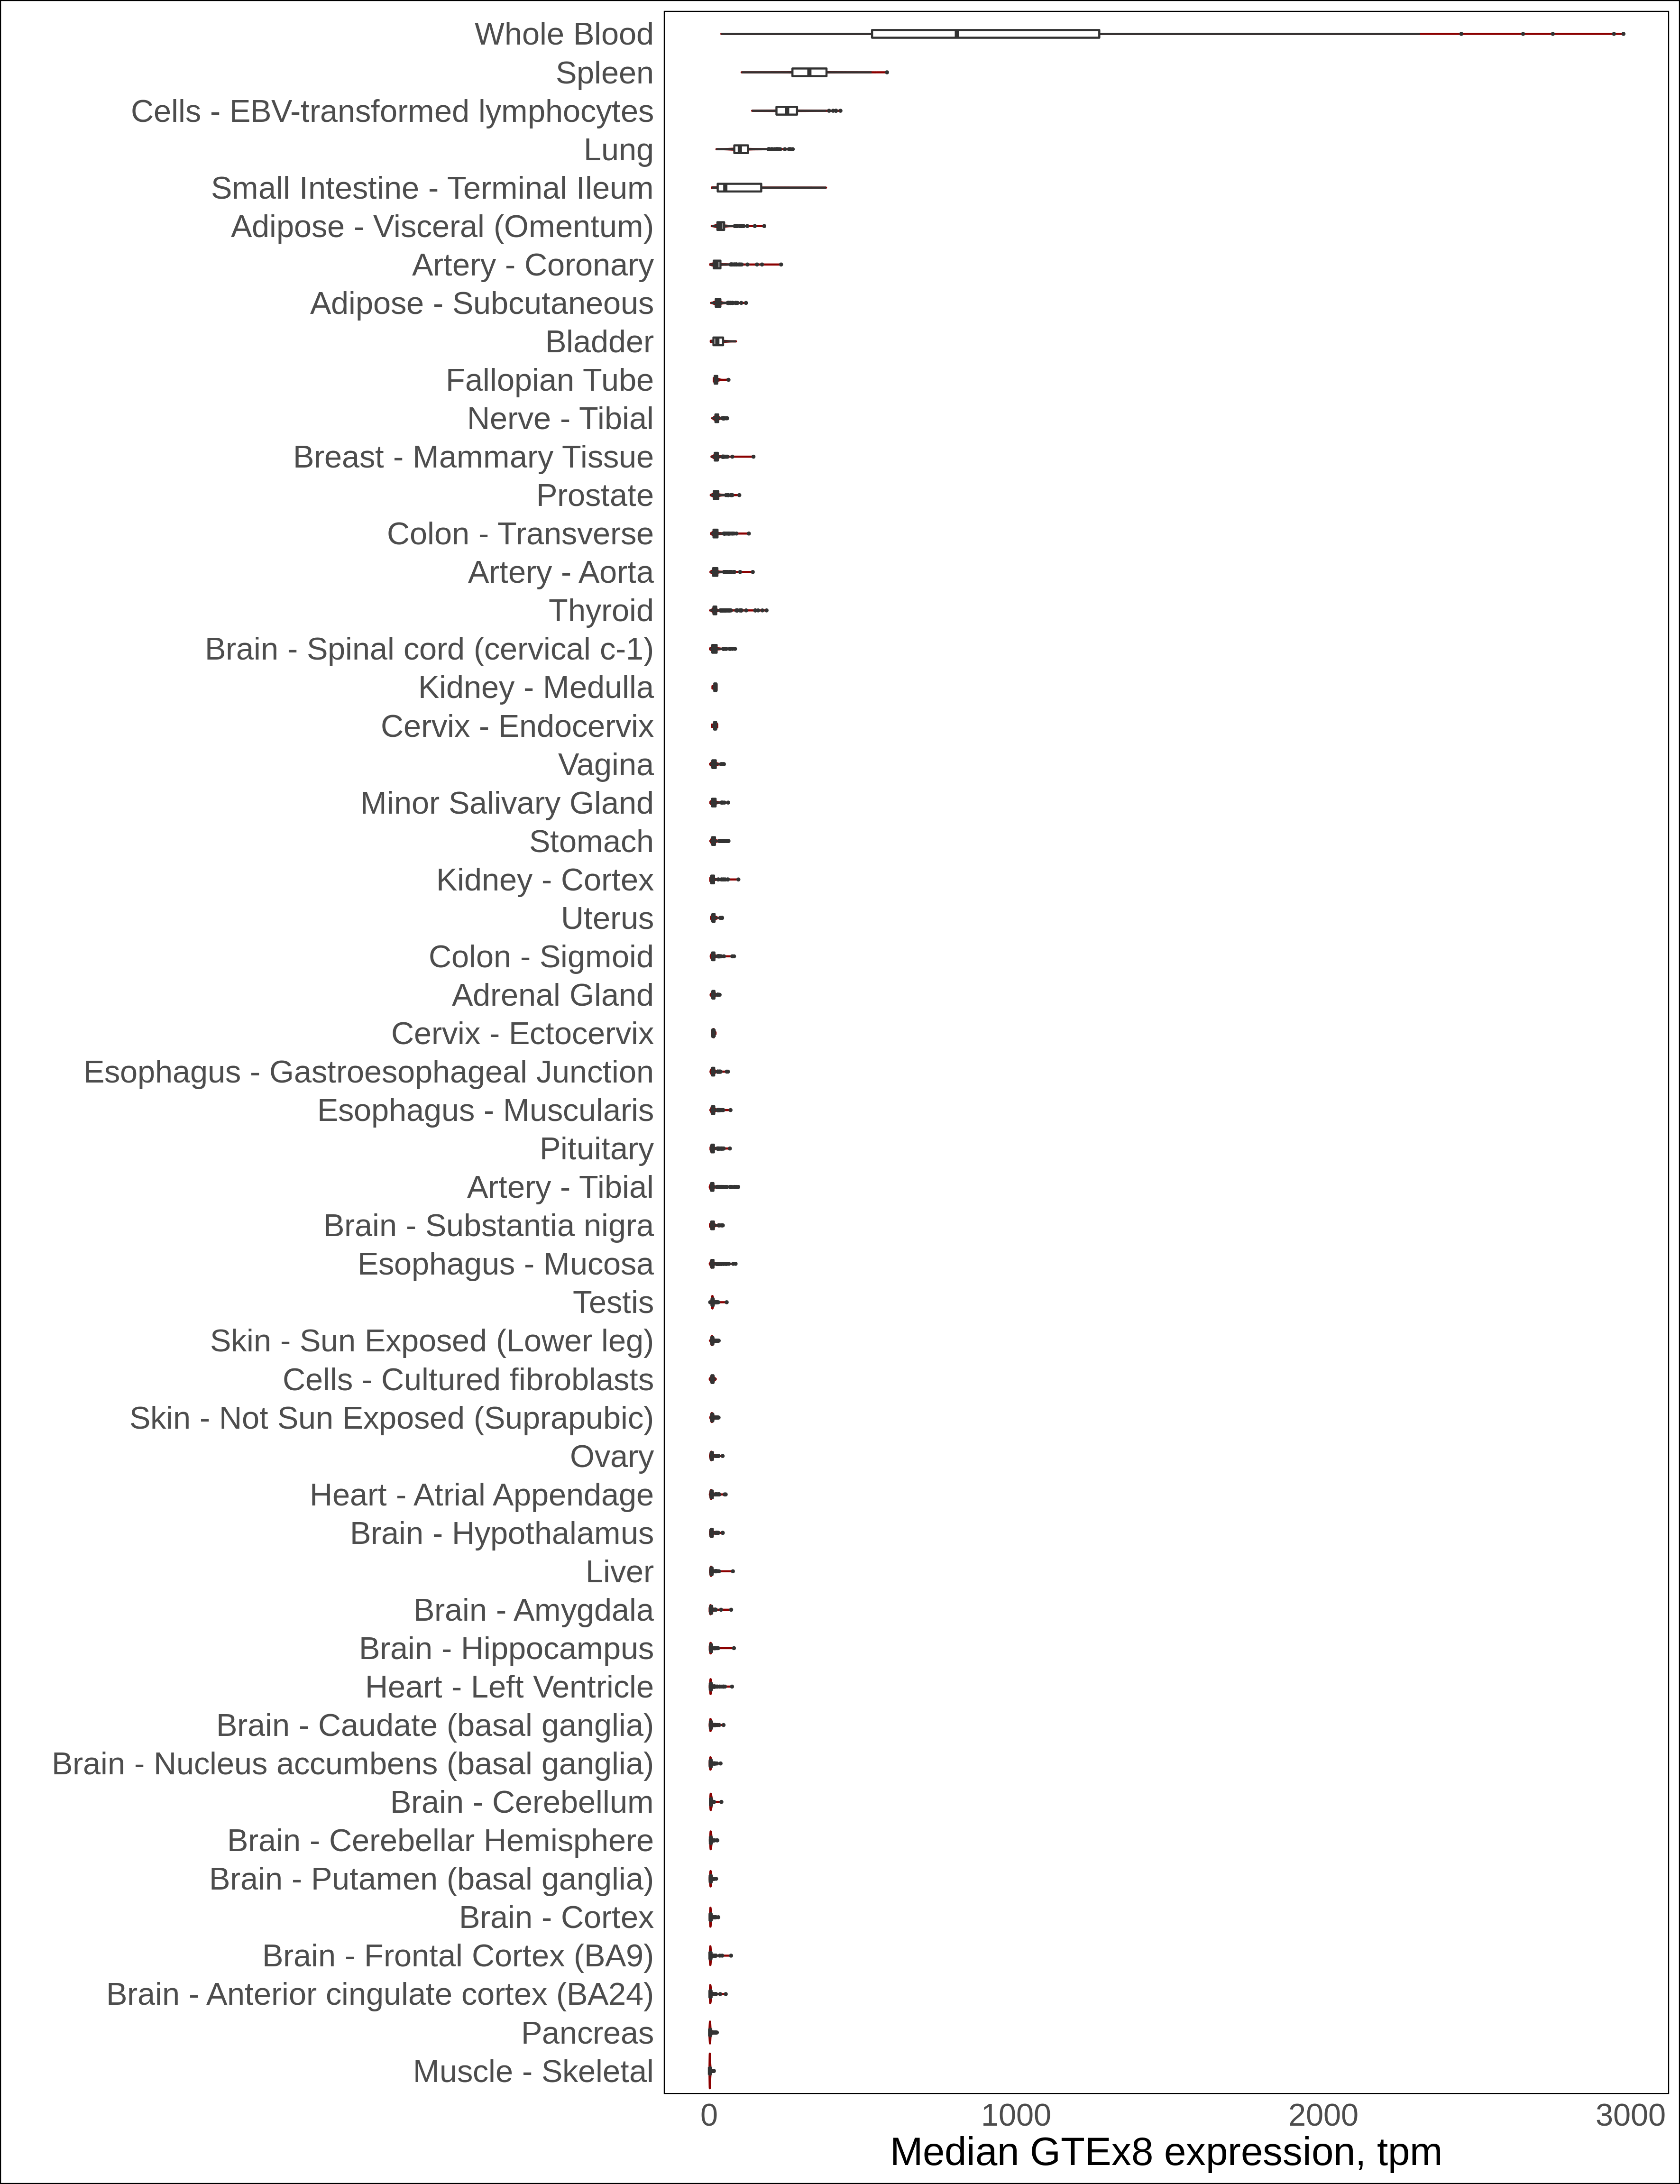 Whole Blood
Spleen
Cells - EBV-transformed lymphocytes
Lung
Small Intestine - Terminal Ileum
Adipose - Visceral (Omentum)
Artery - Coronary
Adipose - Subcutaneous
Bladder
Fallopian Tube
Nerve - Tibial
Breast - Mammary Tissue
Prostate
Colon - Transverse
Artery - Aorta
Thyroid
Brain - Spinal cord (cervical c-1)
Kidney - Medulla
Cervix - Endocervix
Vagina
Minor Salivary Gland
Stomach
Kidney - Cortex
Uterus
Colon - Sigmoid
Adrenal Gland
Cervix - Ectocervix
Esophagus - Gastroesophageal Junction
Esophagus - Muscularis
Pituitary
Artery - Tibial
Brain - Substantia nigra
Esophagus - Mucosa
Testis
Skin - Sun Exposed (Lower leg)
Cells - Cultured fibroblasts
Skin - Not Sun Exposed (Suprapubic)
Ovary
Heart - Atrial Appendage
Brain - Hypothalamus
Liver
Brain - Amygdala
Brain - Hippocampus
Heart - Left Ventricle
Brain - Caudate (basal ganglia)
Brain - Nucleus accumbens (basal ganglia)
Brain - Cerebellum
Brain - Cerebellar Hemisphere
Brain - Putamen (basal ganglia)
Brain - Cortex
Brain - Frontal Cortex (BA9)
Brain - Anterior cingulate cortex (BA24)
Pancreas
Muscle - Skeletal
0 1000 2000 3000
Median GTEx8 expression, tpm